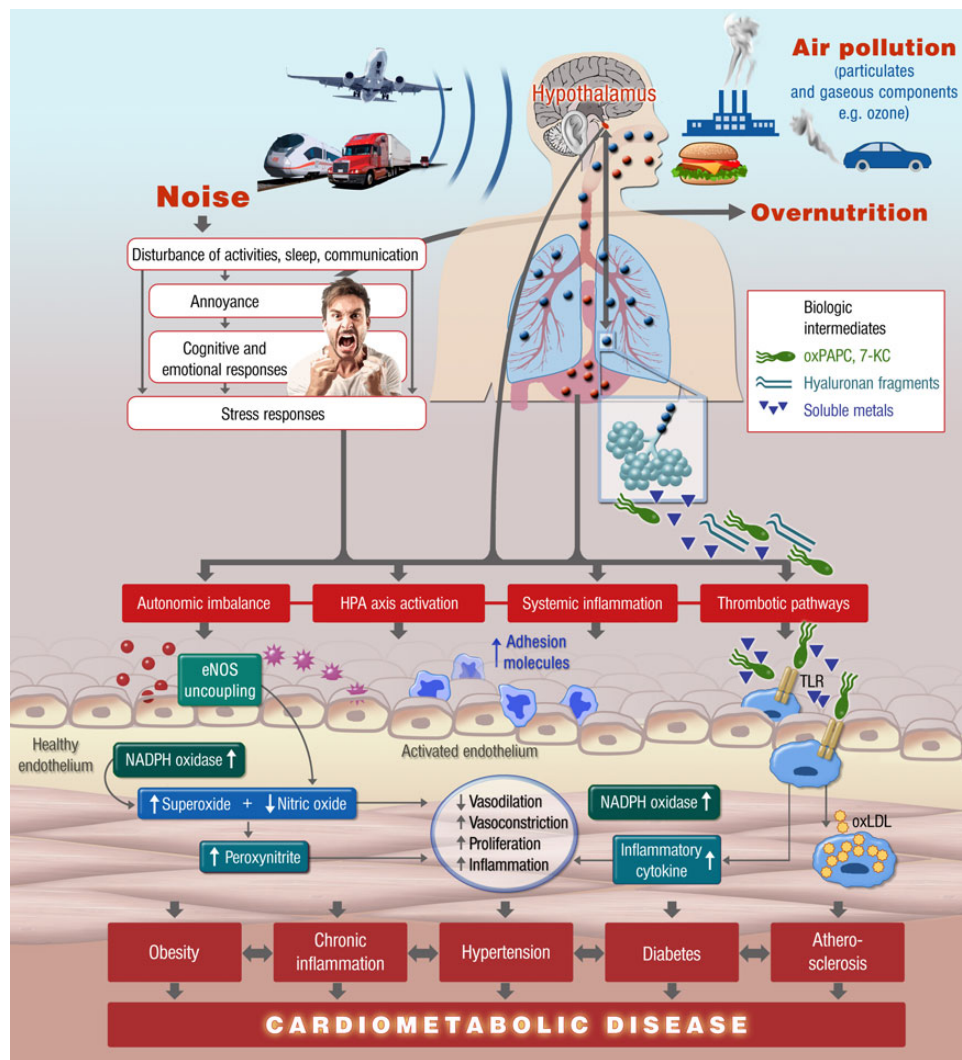 Air pollution
(particulates
and gaseous components
e.g. ozone)
Hypothalamus
Noise
Overnutrition
Disturbance of activities, sleep, communication
Annoyance
Cognitive and
emotional responses
Stress responses
Biologic
intermediates
oxPAPC, 7-KC
Hyaluronan fragments
Soluble metals
Autonomic imbalance
HPA axis activation
Systemic inflammation
Thrombotic pathways
eNOS
uncoupling
↑ Adhesion
molecules
TLR
Healthy
endothelium
Activated endothelium
NADPH oxidase ↑
↑ Superoxide + ↓ Nitric oxide
↑ Peroxynitrite
↓ Vasodilation
↑ Vasoconstriction
↑ Proliferation
↑ Inflammation
NADPH oxidase ↑
Inflammatory
cytokine ↑
oxLDL
Obesity
Chronic
inflammation
Hypertension
Diabetes
Athero-
sclerosis
CARDIOMETABOLIC DISEASE